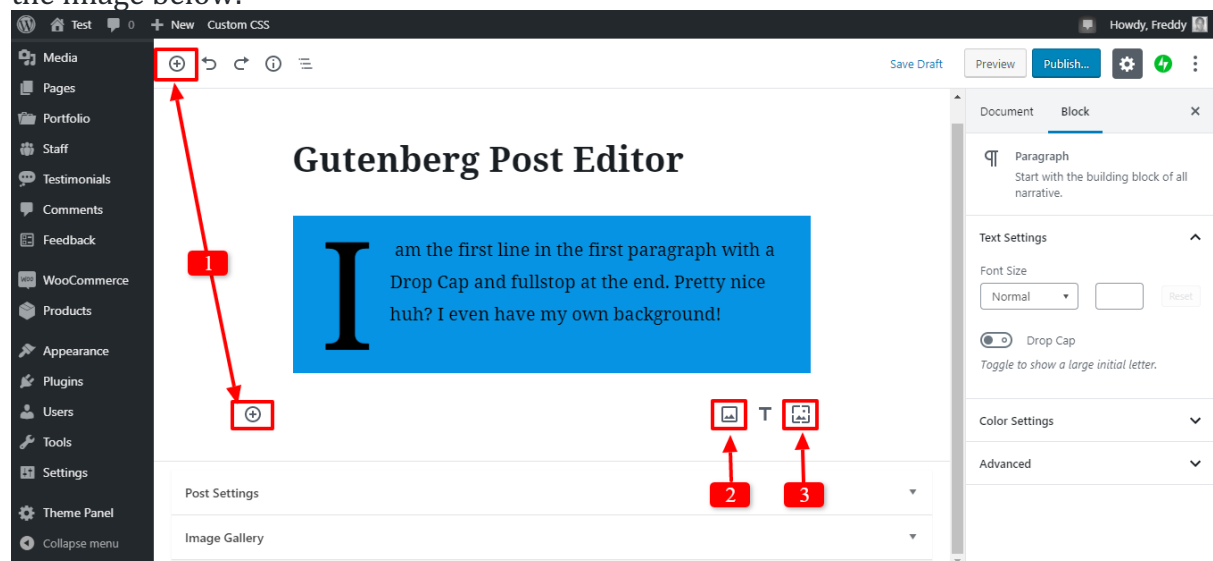 the image below:
Test 0 New Custom CSS Howdy, Freddy
Media
Pages
Portfolio
Staff
Testimonials
Comments
Feedback
WooCommerce
Products
Appearance
Plugins
Users
Tools
Settings
Theme Panel
Collapse menu
Save Draft Preview Publish...
Gutenberg Post Editor
I am the first line in the first paragraph with a
Drop Cap and fullstop at the end. Pretty nice
huh? I even have my own background!
1
T
2
3
Post Settings
Image Gallery
Document Block
Paragraph
Start with the building block of all
narrative.
Text Settings
Font Size
Normal Reset
Drop Cap
Toggle to show a large initial letter.
Color Settings
Advanced